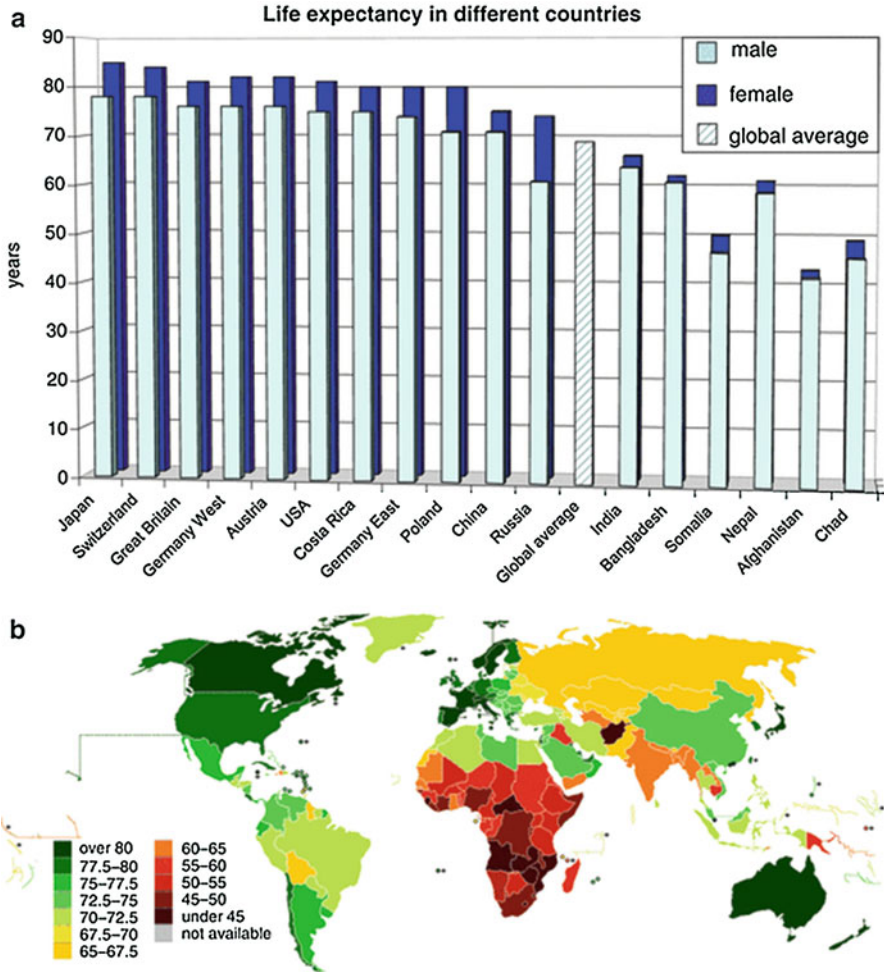 a
Life expectancy in different countries
90
80
70
60
50
40
30
20
10
0
years
male
female
global average
Japan
Switzerland
Great Britain
Germany West
Austria
USA
Costa Rica
Germany East
Poland
China
Russia
Global average
India
Bangladesh
Somalia
Nepal
Afghanistan
Chad
b
over 80
77.5–80
75–77.5
72.5–75
70–72.5
67.5–70
65–67.5
60–65
55–60
50–55
45–50
under 45
not available